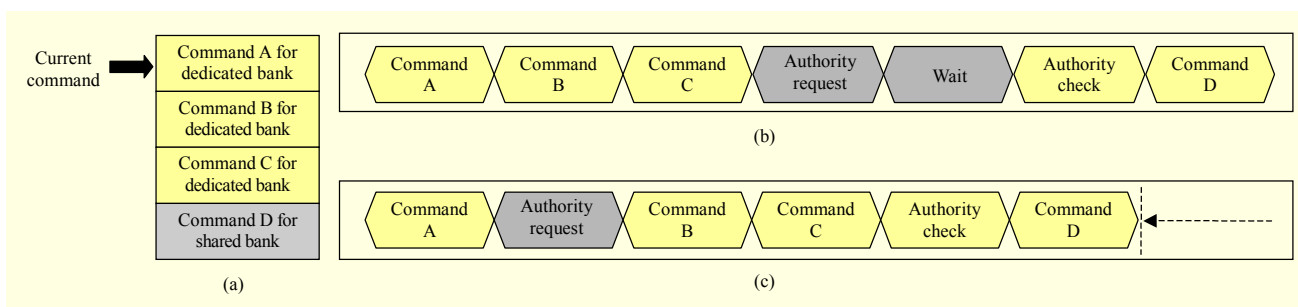 Current
command
Command A for
dedicated bank
Command B for
dedicated bank
Command C for
dedicated bank
Command D for
shared bank
(a)
Command
A
Command
B
Command
C
Authority
request
Wait
Authority
check
Command
D
(b)
Command
A
Authority
request
Command
B
Command
C
Authority
check
Command
D
(c)